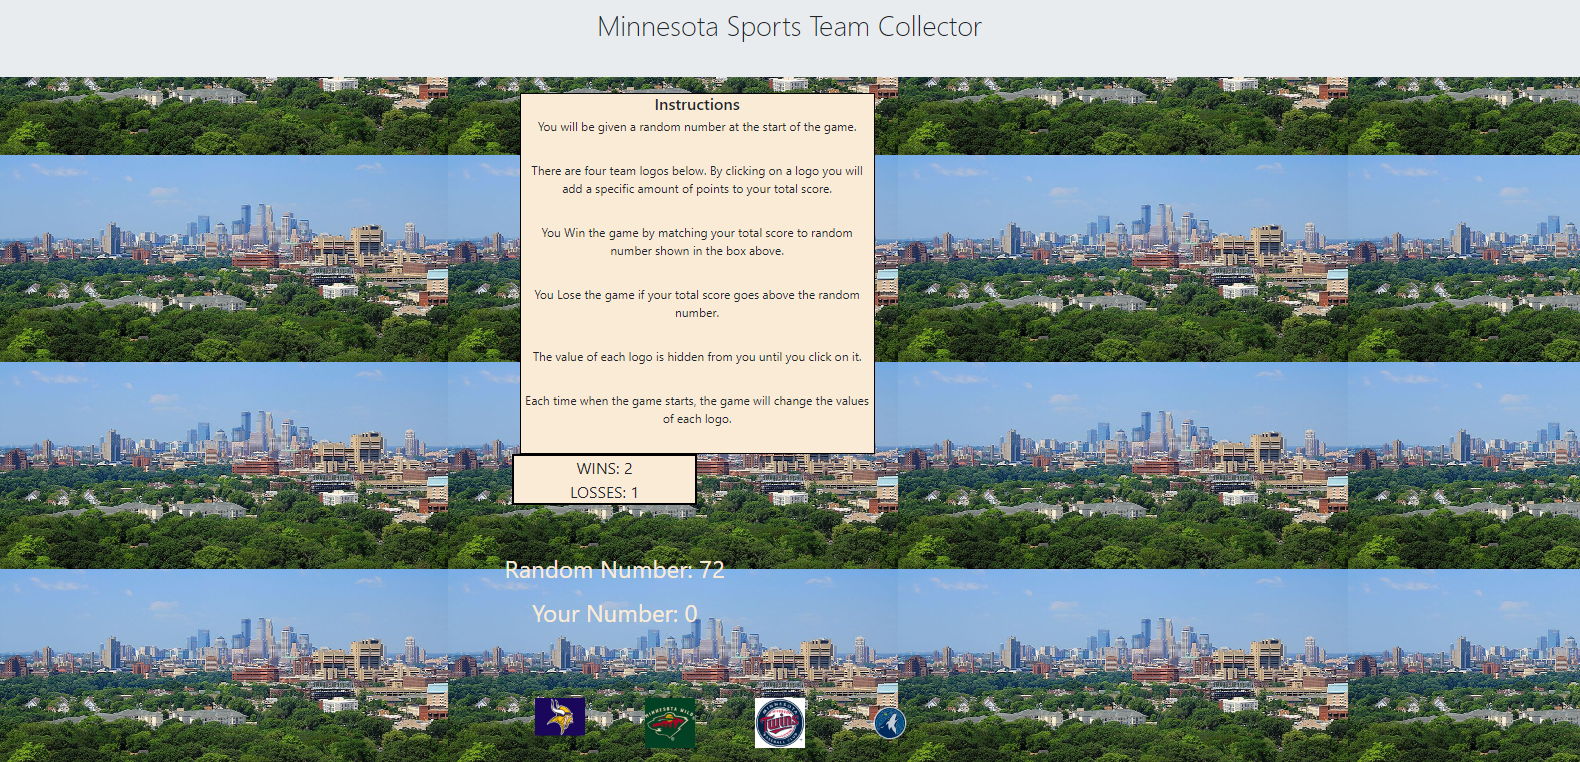 Minnesota Sports Team Collector
Instructions
You will be given a random number at the start of the game.
There are four team logos below. By clicking on a logo you will
add a specific amount of points to your total score.
You Win the game by matching your total score to random
number shown in the box above.
You Lose the game if your total score goes above the random
number.
The value of each logo is hidden from you until you click on it.
Each time when the game starts, the game will change the values
of each logo.
WINS: 2
LOSSES: 1
Random Number: 72
Your Number: 0
MINNESOTA WILD
MINNESOTA
Twins
BASEBALL CLUB